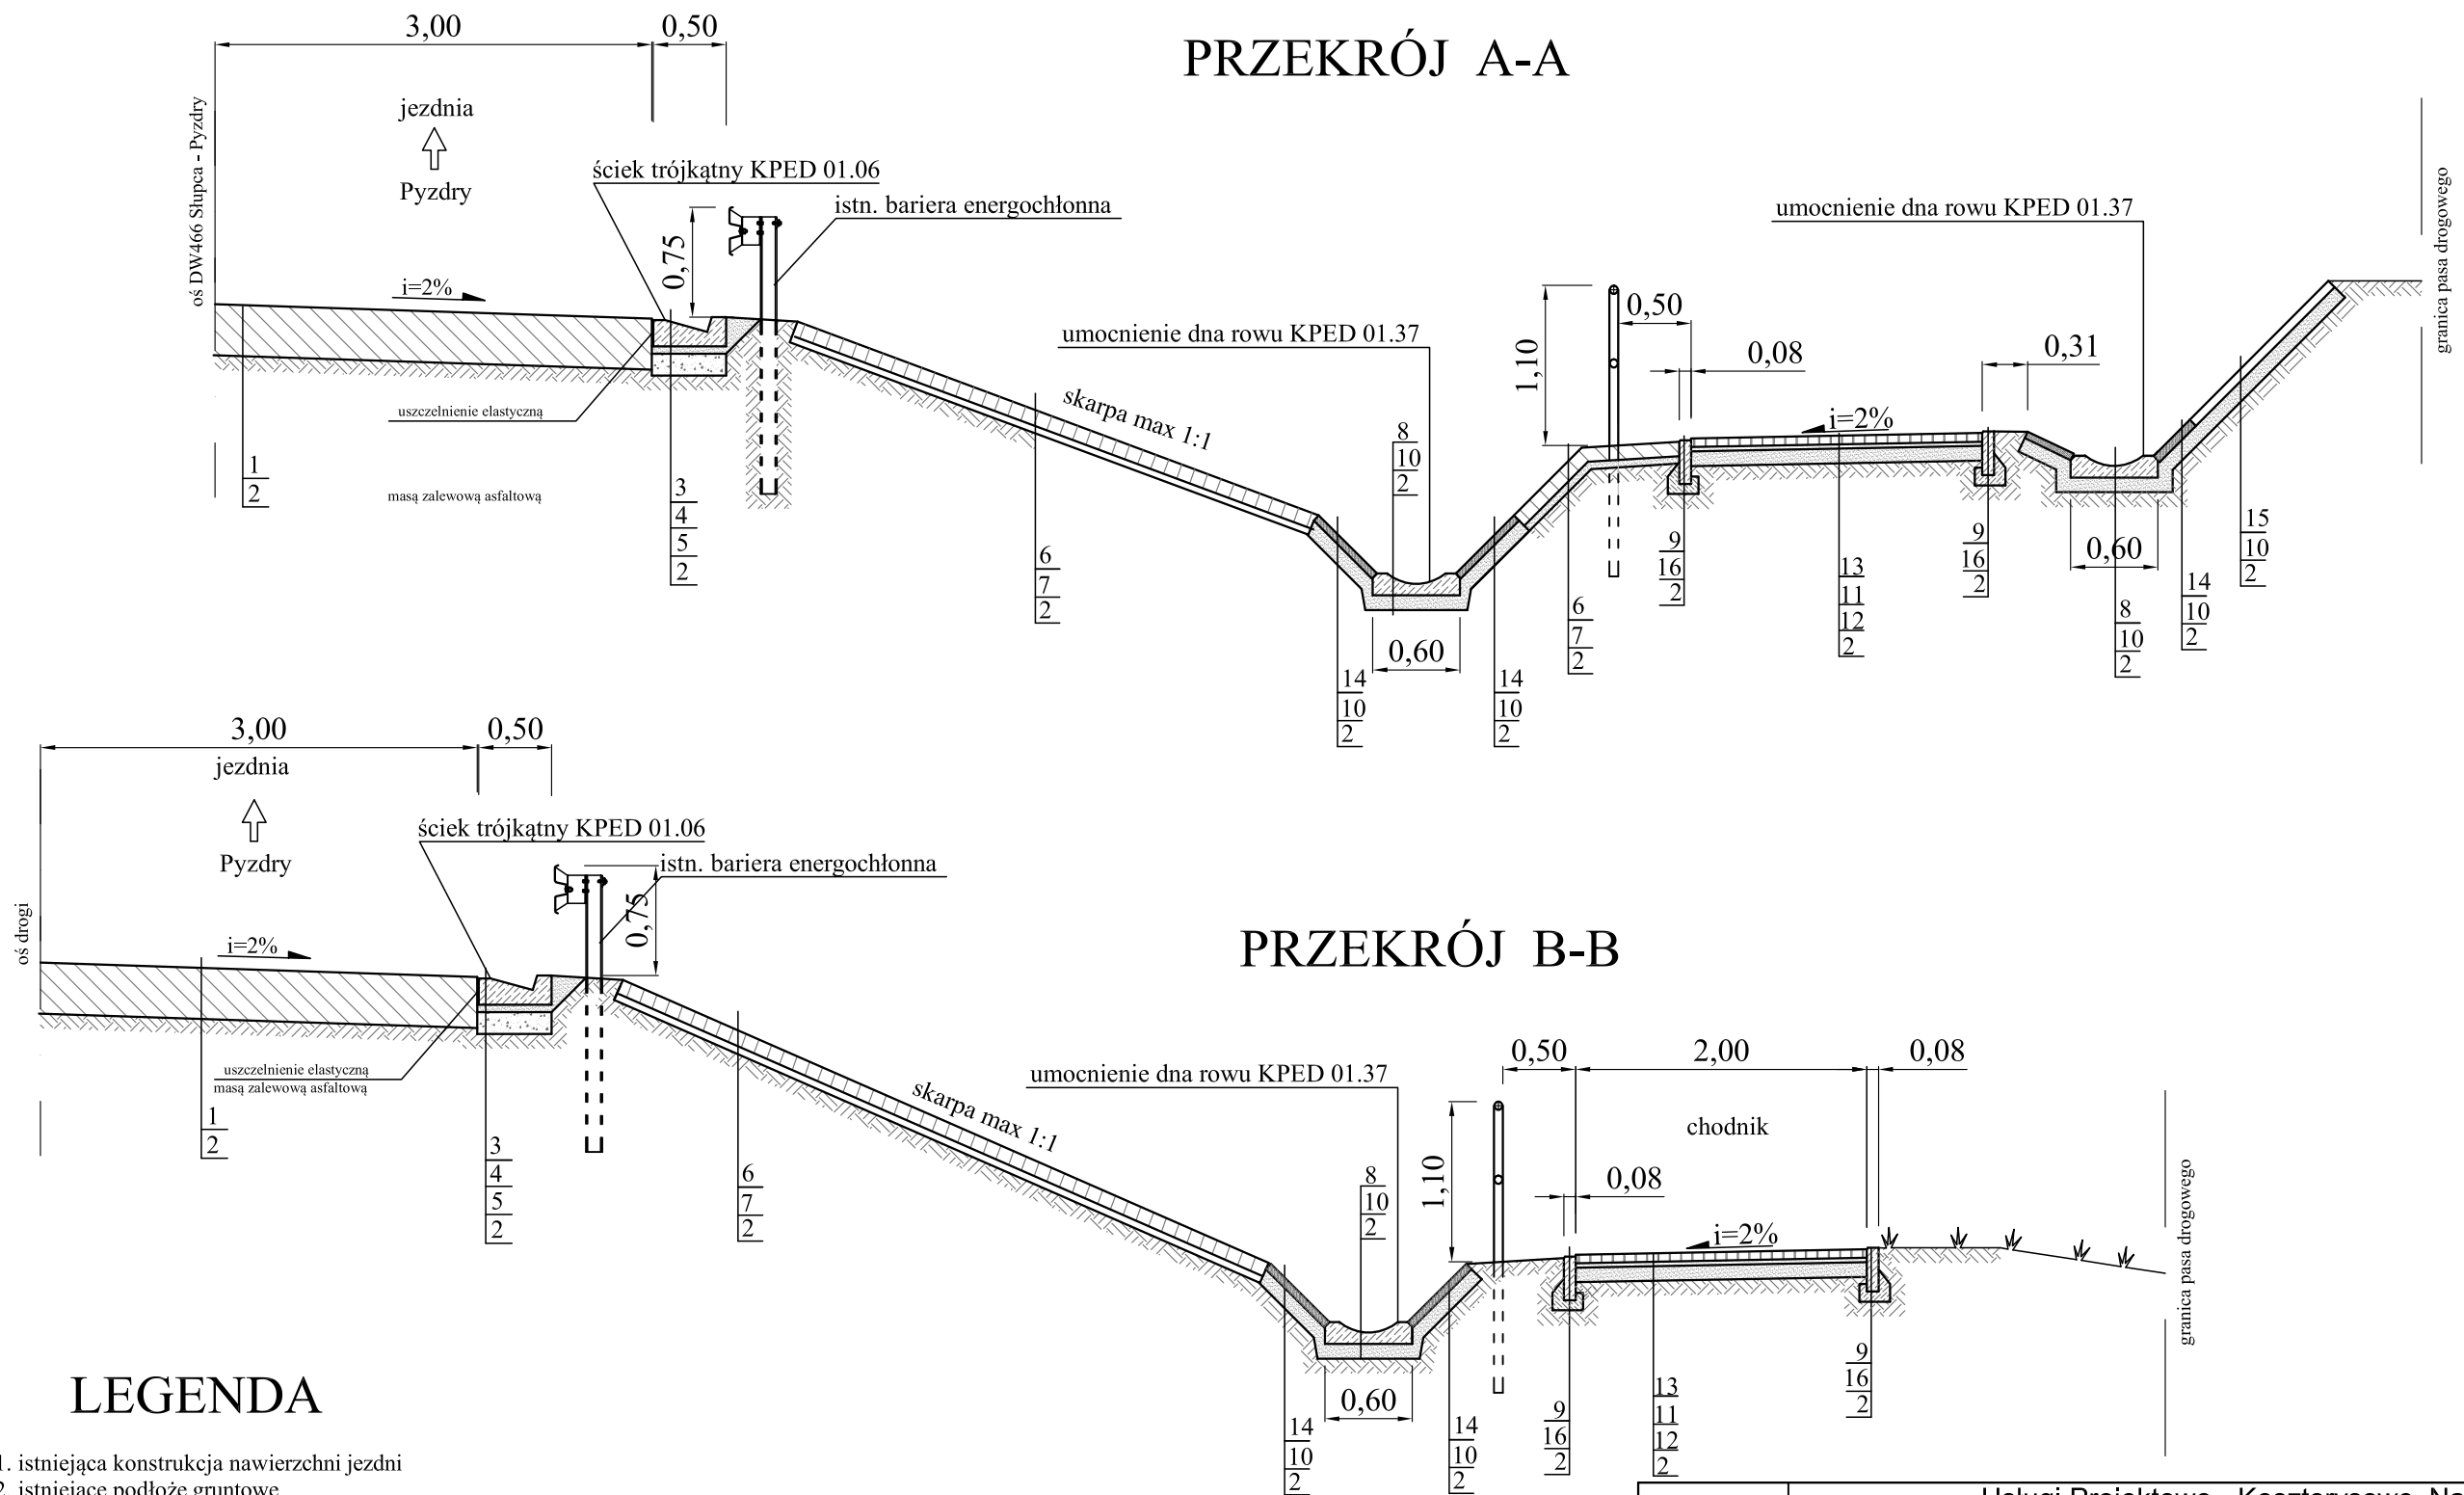 3,00
0,50
PRZEKRÓJ A-A
oś DW466 Słupca - Pyzdry
jezdnia
Pyzdry
ściek trójkątny KPED 01.06
istn. bariera energochłonna
0,75
i=2%
uszczelnienie elastyczną
masą zalewową asfaltową
1
2
3
4
5
2
6
7
2
skarpa max 1:1
umocnienie dna rowu KPED 01.37
8
10
2
0,60
14
10
2
14
10
2
1,10
0,50
0,08
i=2%
0,31
umocnienie dna rowu KPED 01.37
granica pasa drogowego
6
7
2
9
16
2
13
11
12
2
9
16
2
0,60
8
10
2
14
10
2
15
10
2
3,00
0,50
jezdnia
Pyzdry
ściek trójkątny KPED 01.06
istn. bariera energochłonna
0,75
oś drogi
i=2%
PRZEKRÓJ B-B
uszczelnienie elastyczną
masą zalewową asfaltową
1
2
3
4
5
2
6
7
2
skarpa max 1:1
umocnienie dna rowu KPED 01.37
8
10
2
0,50
2,00
0,08
chodnik
1,10
0,08
i=2%
granica pasa drogowego
0,60
14
10
2
14
10
2
9
16
2
13
11
12
2
9
16
2
LEGENDA
1. istniejąca konstrukcja nawierzchni jezdni
2. istniejące podłoże gruntowe
Usługi Projektowo - Kosztorysowe, Na